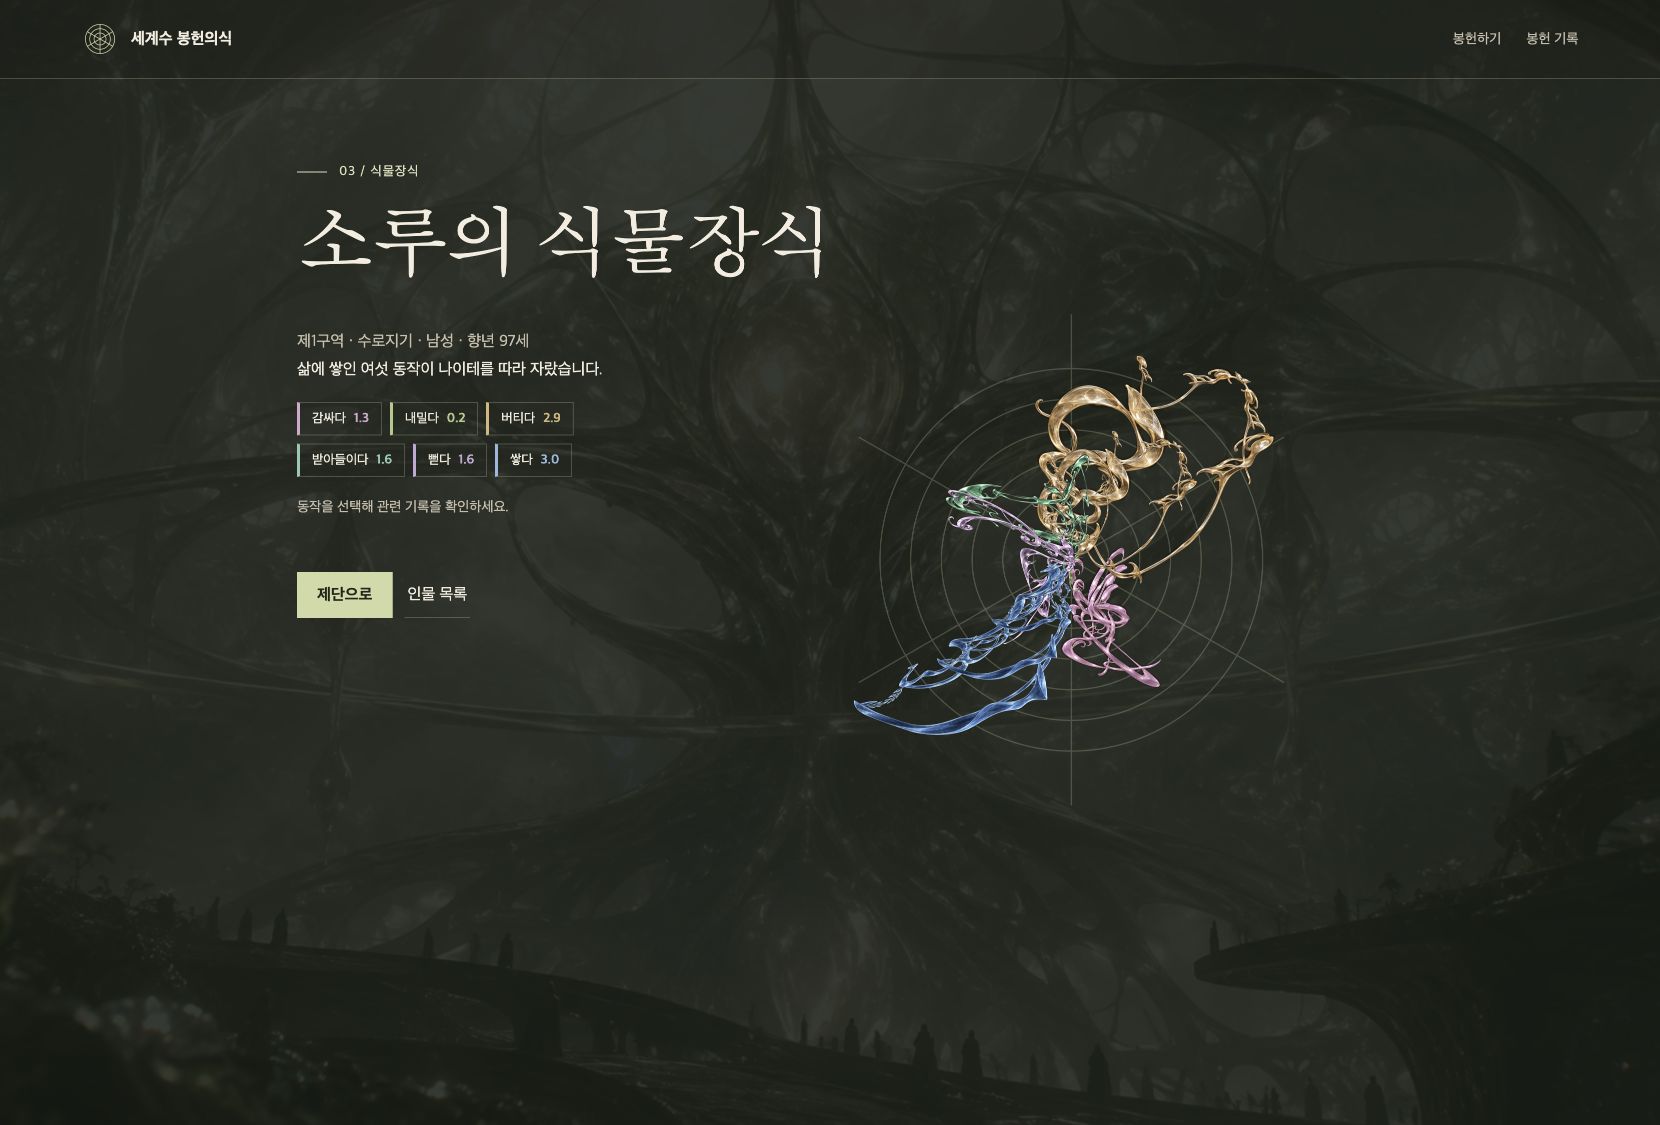 세계수 봉헌의식
봉헌하기 봉헌 기록
03 / 식물장식
소루의 식물장식
제1구역 · 수로지기 · 남성 · 향년 97세
삶에 쌓인 여섯 동작이 나이테를 따라 자랐습니다.
감싸다 1.3 내밀다 0.2 버티다 2.9
받아들이다 1.6 뻗다 1.6 쌓다 3.0
동작을 선택해 관련 기록을 확인하세요.
제단으로 인물 목록